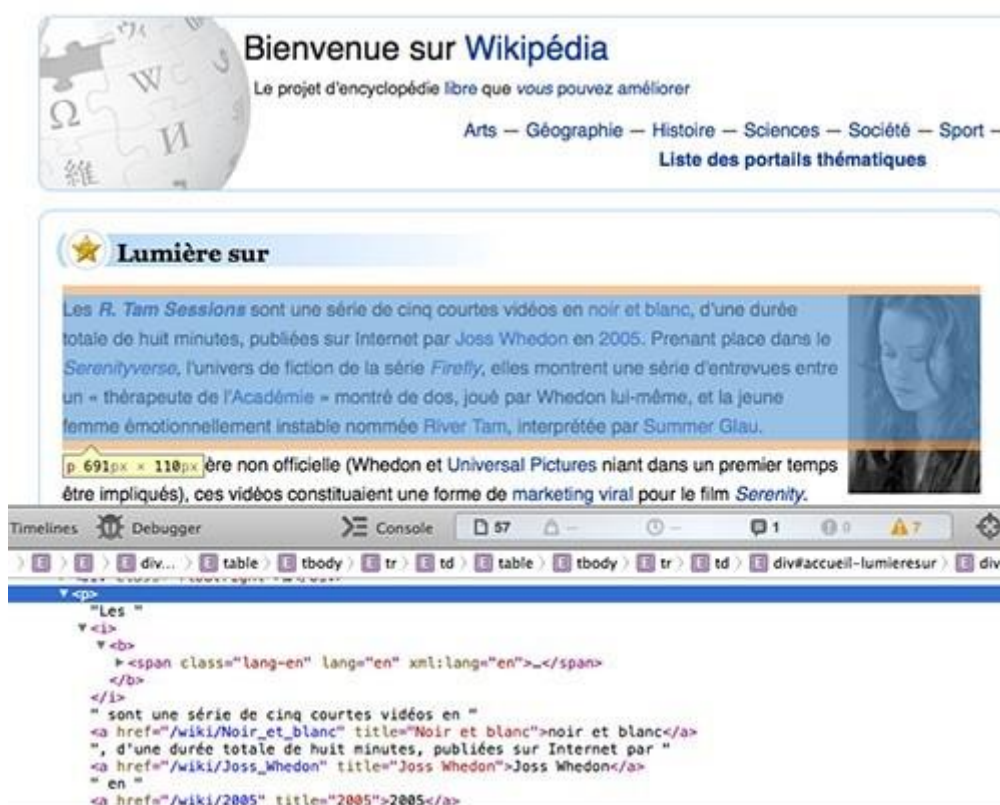 Bienvenue sur Wikipédia
Le projet d'encyclopédie libre que vous pouvez améliorer
Arts — Géographie — Histoire — Sciences — Société — Sport —
Liste des portails thématiques
Ω W И 維 ウィ
Lumière sur
Les R. Tam Sessions sont une série de cinq courtes vidéos en noir et blanc, d'une durée
totale de huit minutes, publiées sur Internet par Joss Whedon en 2005. Prenant place dans le
Serenityverse, l'univers de fiction de la série Firefly, elles montrent une série d'entrevues entre
un « thérapeute de l'Académie » montré de dos, joué par Whedon lui-même, et la jeune
femme émotionnellement instable nommée River Tam, interprétée par Summer Glau.
p 691px × 110px ère non officielle (Whedon et Universal Pictures niant dans un premier temps
être impliqués), ces vidéos constituaient une forme de marketing viral pour le film Serenity.
Timelines Debugger Console 57 – – 1 0 7
E E E div... E table E tbody E tr E td E table E tbody E tr E td E div#accueil-lumieresur E div
▼<p>
"Les "
▼<i>
▼<b>
▶<span class="lang-en" lang="en" xml:lang="en">…</span>
</b>
</i>
" sont une série de cinq courtes vidéos en "
<a href="/wiki/Noir_et_blanc" title="Noir et blanc">noir et blanc</a>
", d'une durée totale de huit minutes, publiées sur Internet par "
<a href="/wiki/Joss_Whedon" title="Joss Whedon">Joss Whedon</a>
" en "
<a href="/wiki/2005" title="2005">2005</a>